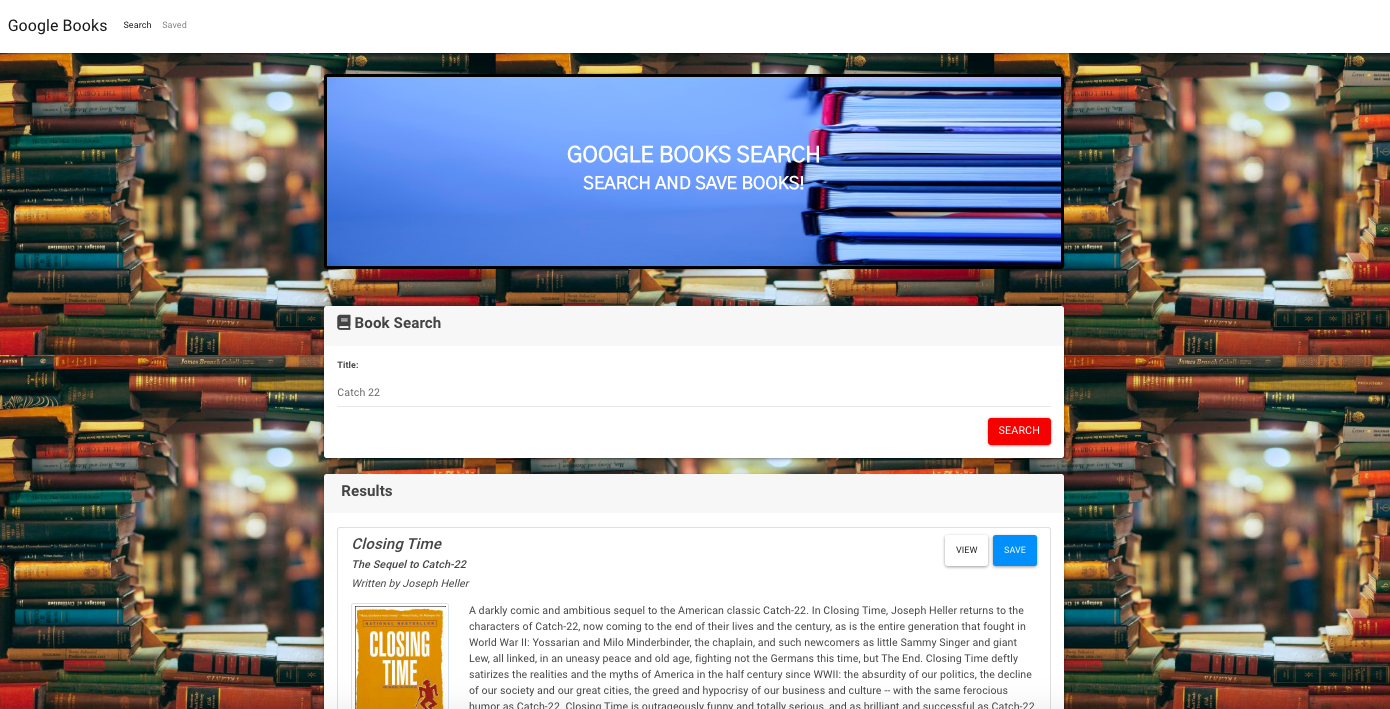 Google Books Search Saved
GOOGLE BOOKS SEARCH
SEARCH AND SAVE BOOKS!
Book Search
Title:
Catch 22
SEARCH
Results
Closing Time
VIEW SAVE
The Sequel to Catch-22
Written by Joseph Heller
NATIONAL BESTSELLER
CLOSING
TIME
A darkly comic and ambitious sequel to the American classic Catch-22. In Closing Time, Joseph Heller returns to the
characters of Catch-22, now coming to the end of their lives and the century, as is the entire generation that fought in
World War II: Yossarian and Milo Minderbinder, the chaplain, and such newcomers as little Sammy Singer and giant
Lew, all linked, in an uneasy peace and old age, fighting not the Germans this time, but The End. Closing Time deftly
satirizes the realities and the myths of America in the half century since WWII: the absurdity of our politics, the decline
of our society and our great cities, the greed and hypocrisy of our business and culture -- with the same ferocious
humor as Catch-22. Closing Time is outrageously funny and totally serious, and as brilliant and successful as Catch-22
James Branch Cabell
James Branch Cabell